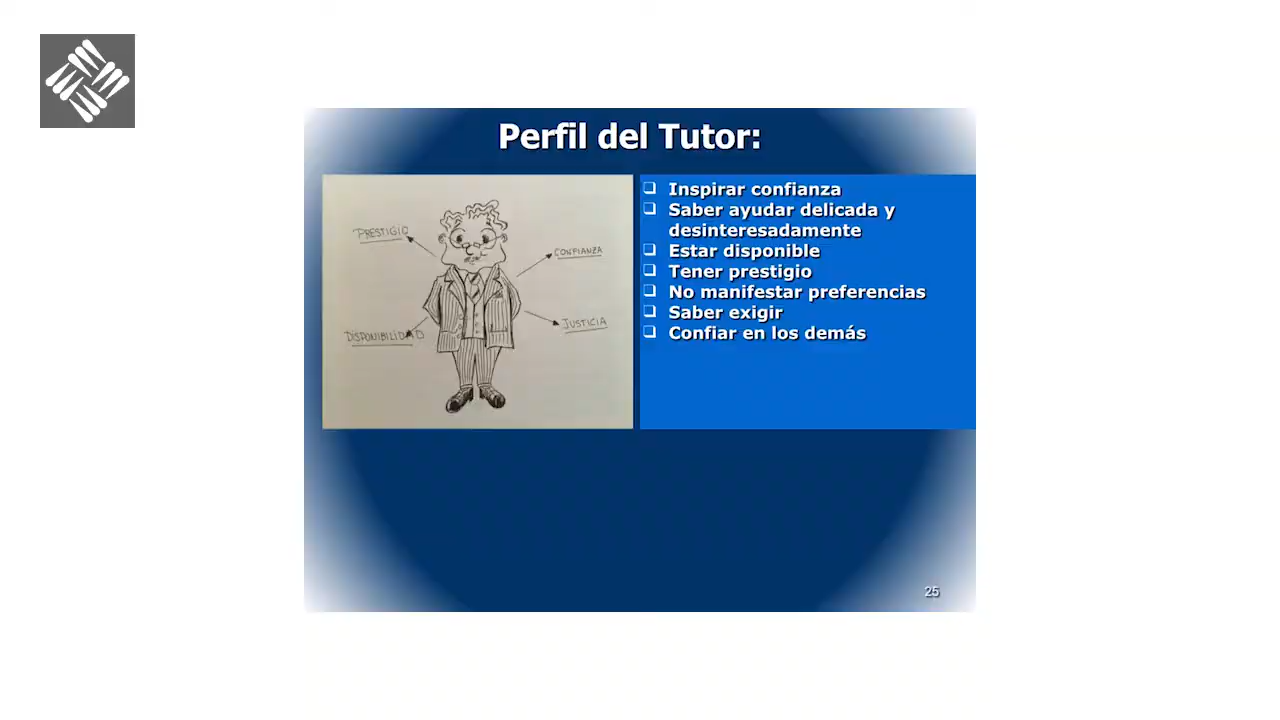 Perfil del Tutor:
PRESTIGIO
CONFIANZA
DISPONIBILIDAD
JUSTICIA
Inspirar confianza
Saber ayudar delicada y
desinteresadamente
Estar disponible
Tener prestigio
No manifestar preferencias
Saber exigir
Confiar en los demás
25